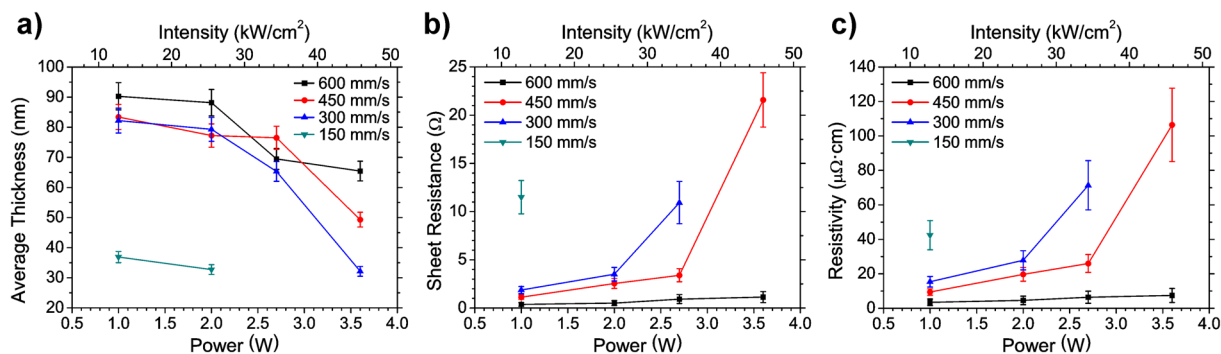 a)
Intensity (kW/cm²)
10 20 30 40 50
100
90
80
70
60
50
40
30
20
10
0
Average Thickness (nm)
600 mm/s
450 mm/s
300 mm/s
150 mm/s
0.5 1.0 1.5 2.0 2.5 3.0 3.5 4.0
Power (W)
b)
Intensity (kW/cm²)
10 20 30 40 50
25
20
15
10
5
0
Sheet Resistance (Ω)
600 mm/s
450 mm/s
300 mm/s
150 mm/s
0.5 1.0 1.5 2.0 2.5 3.0 3.5 4.0
Power (W)
c)
Intensity (kW/cm²)
10 20 30 40 50
140
120
100
80
60
40
20
0
Resistivity (μΩ·cm)
600 mm/s
450 mm/s
300 mm/s
150 mm/s
0.5 1.0 1.5 2.0 2.5 3.0 3.5 4.0
Power (W)